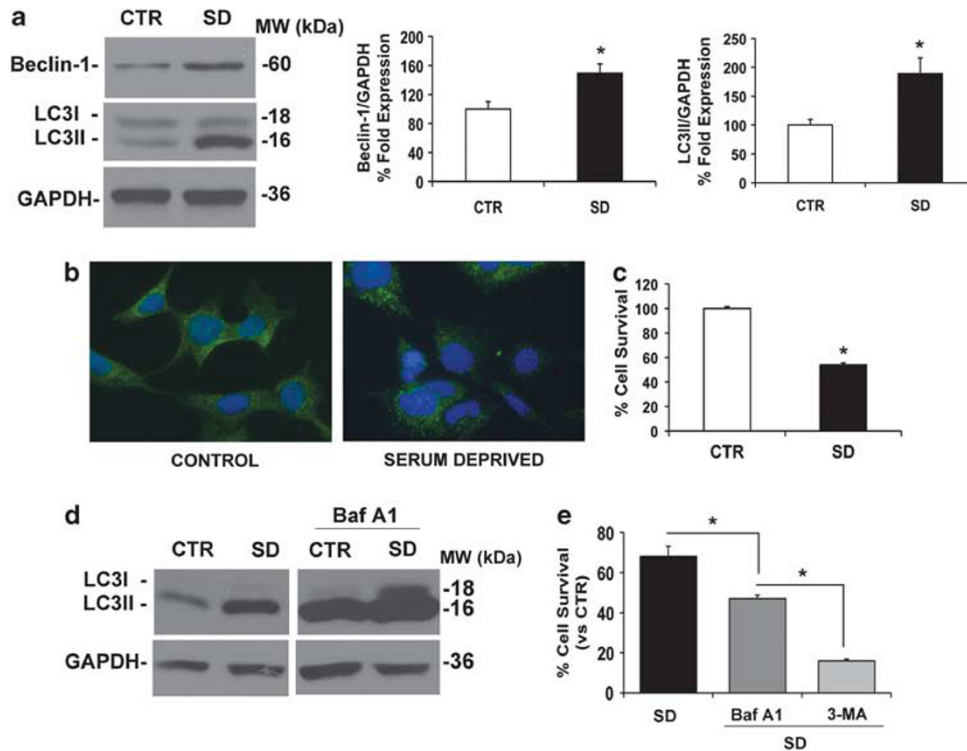 a
CTR SD MW (kDa)
Beclin-1- -60
LC3I - -18
LC3II - -16
GAPDH- -36
Beclin-1/GAPDH
% Fold Expression
200
160
120
80
40
0
CTR SD
*
LC3II/GAPDH
% Fold Expression
250
200
150
100
50
0
CTR SD
*
b
CONTROL SERUM DEPRIVED
c
% Cell Survival
120
100
80
60
40
20
0
CTR SD
*
d
Baf A1
CTR SD CTR SD MW (kDa)
LC3I - -18
LC3II - -16
GAPDH- -36
e
% Cell Survival
(vs CTR)
80
60
40
20
0
* *
SD Baf A1 3-MA
SD